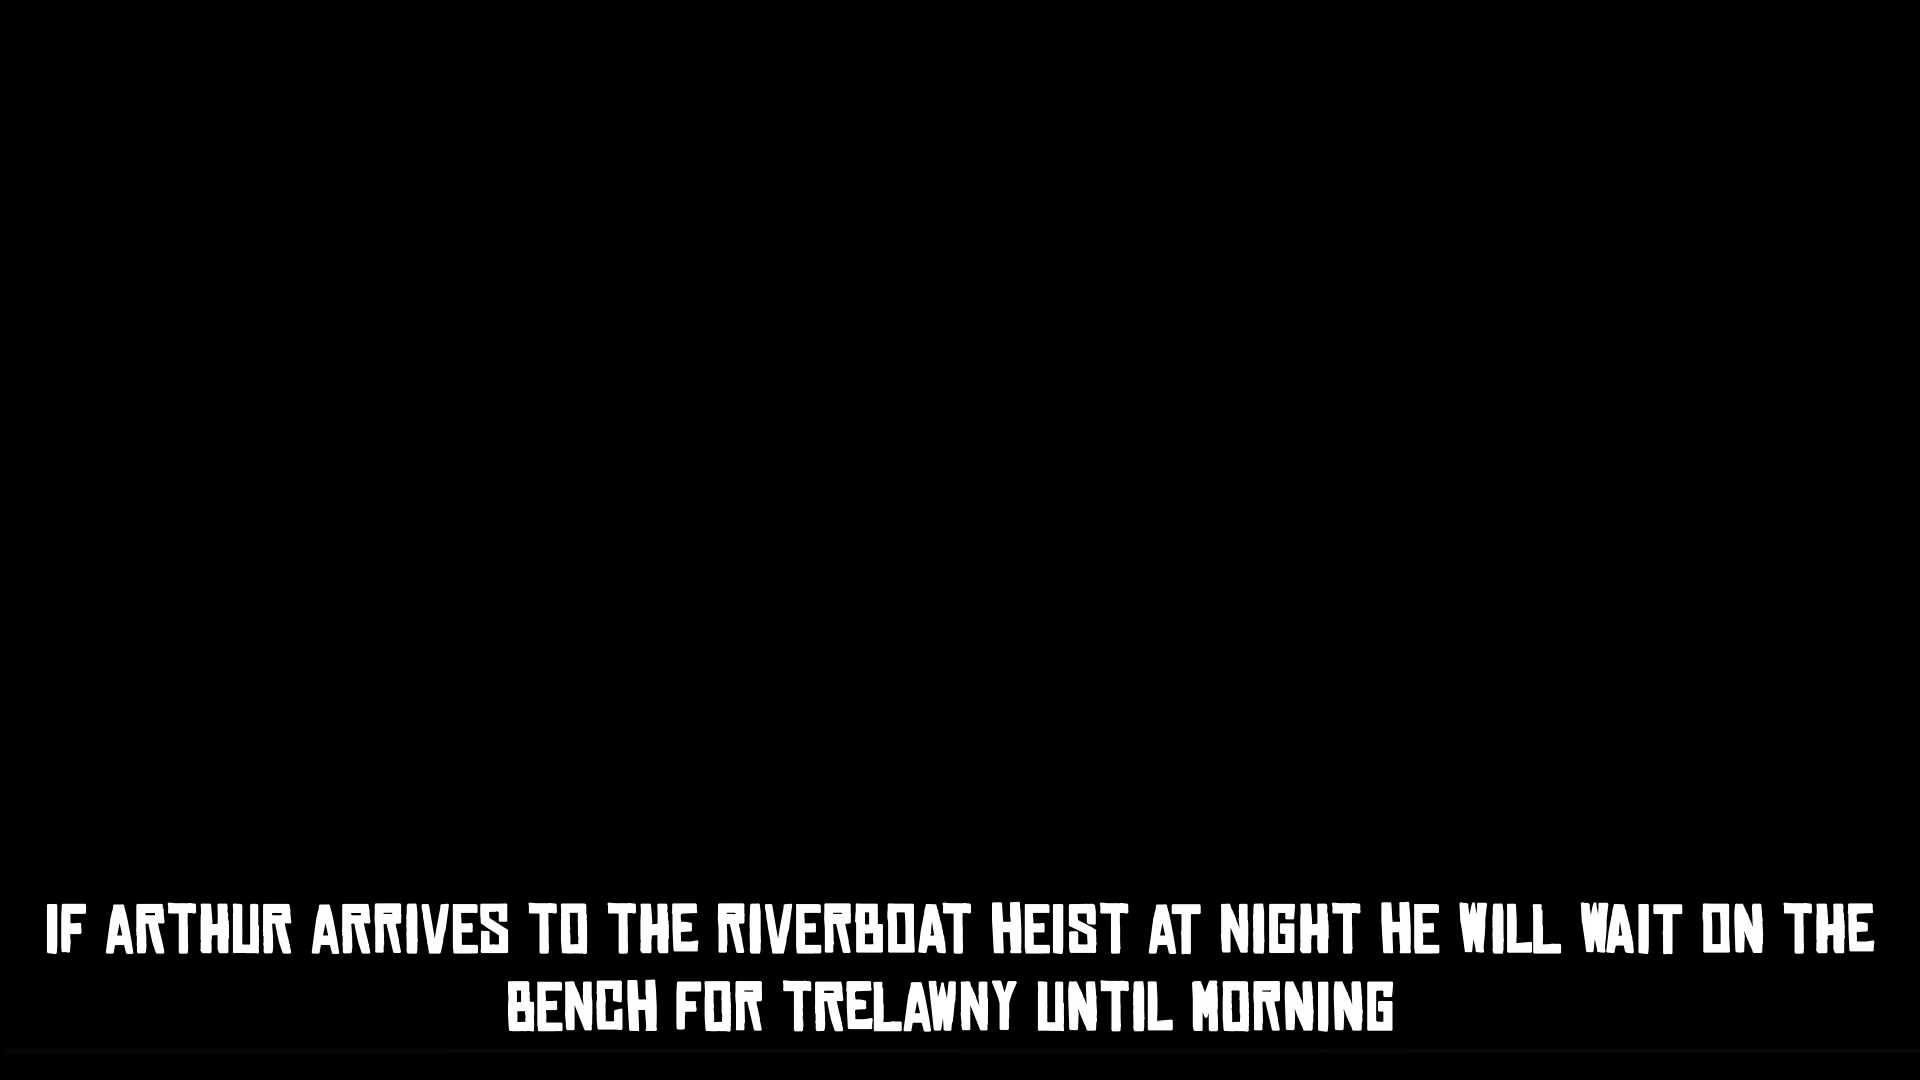 IF ARTHUR ARRIVES TO THE RIVERBOAT HEIST AT NIGHT HE WILL WAIT ON THE
BENCH FOR TRELAWNY UNTIL MORNING